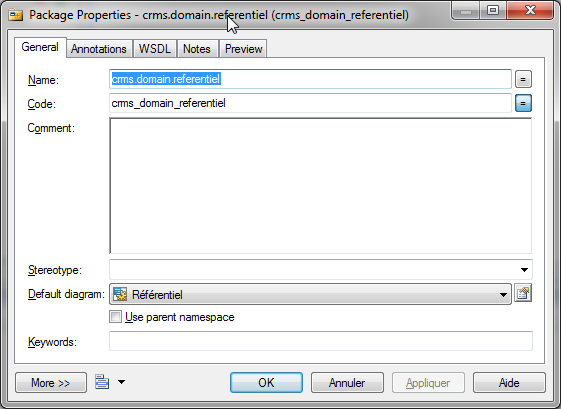 Package Properties - crms.domain.referentiel (crms_domain_referentiel)
General Annotations WSDL Notes Preview
Name: crms.domain.referentiel =
Code: crms_domain_referentiel =
Comment:
Stereotype:
Default diagram: Référentiel
Use parent namespace
Keywords:
More >> OK Annuler Appliquer Aide